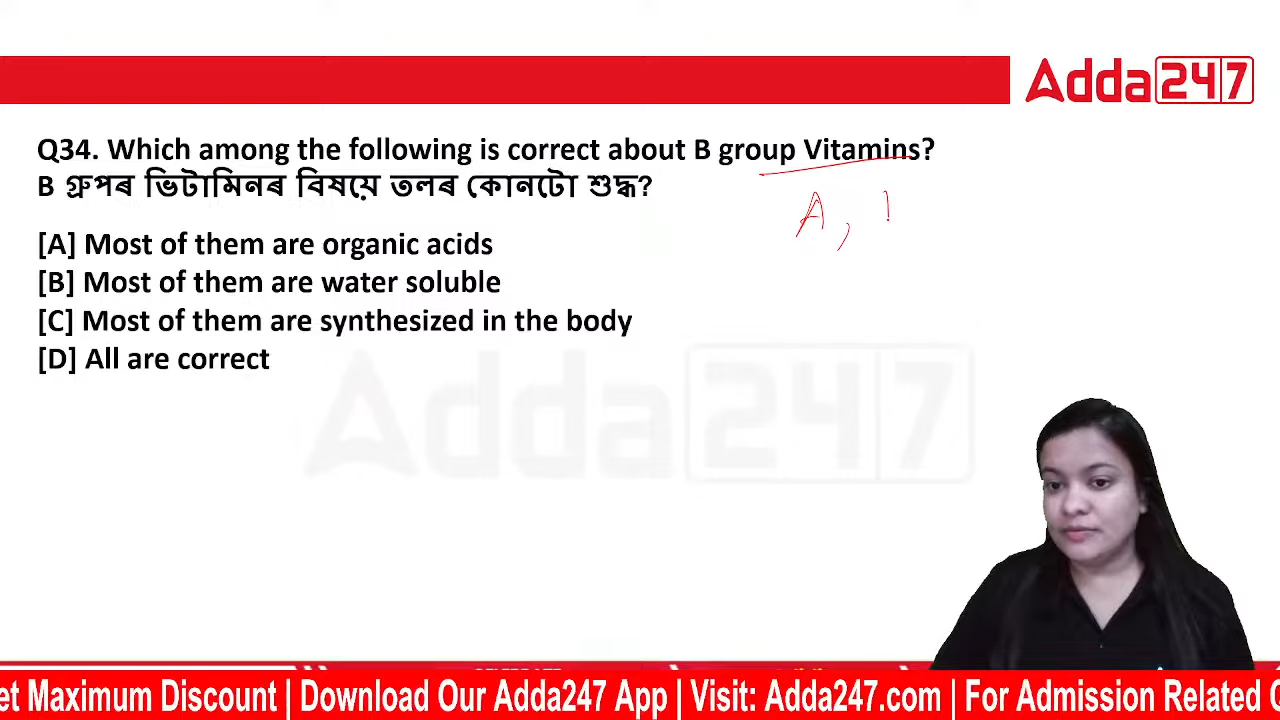 Adda247
Q34. Which among the following is correct about B group Vitamins?
B গ্রুপৰ ভিটামিনৰ বিষয়ে তলৰ কোনটো শুদ্ধ?
A,
[A] Most of them are organic acids
[B] Most of them are water soluble
[C] Most of them are synthesized in the body
[D] All are correct
Adda247
et Maximum Discount | Download Our Adda247 App | Visit: Adda247.com | For Admission Related